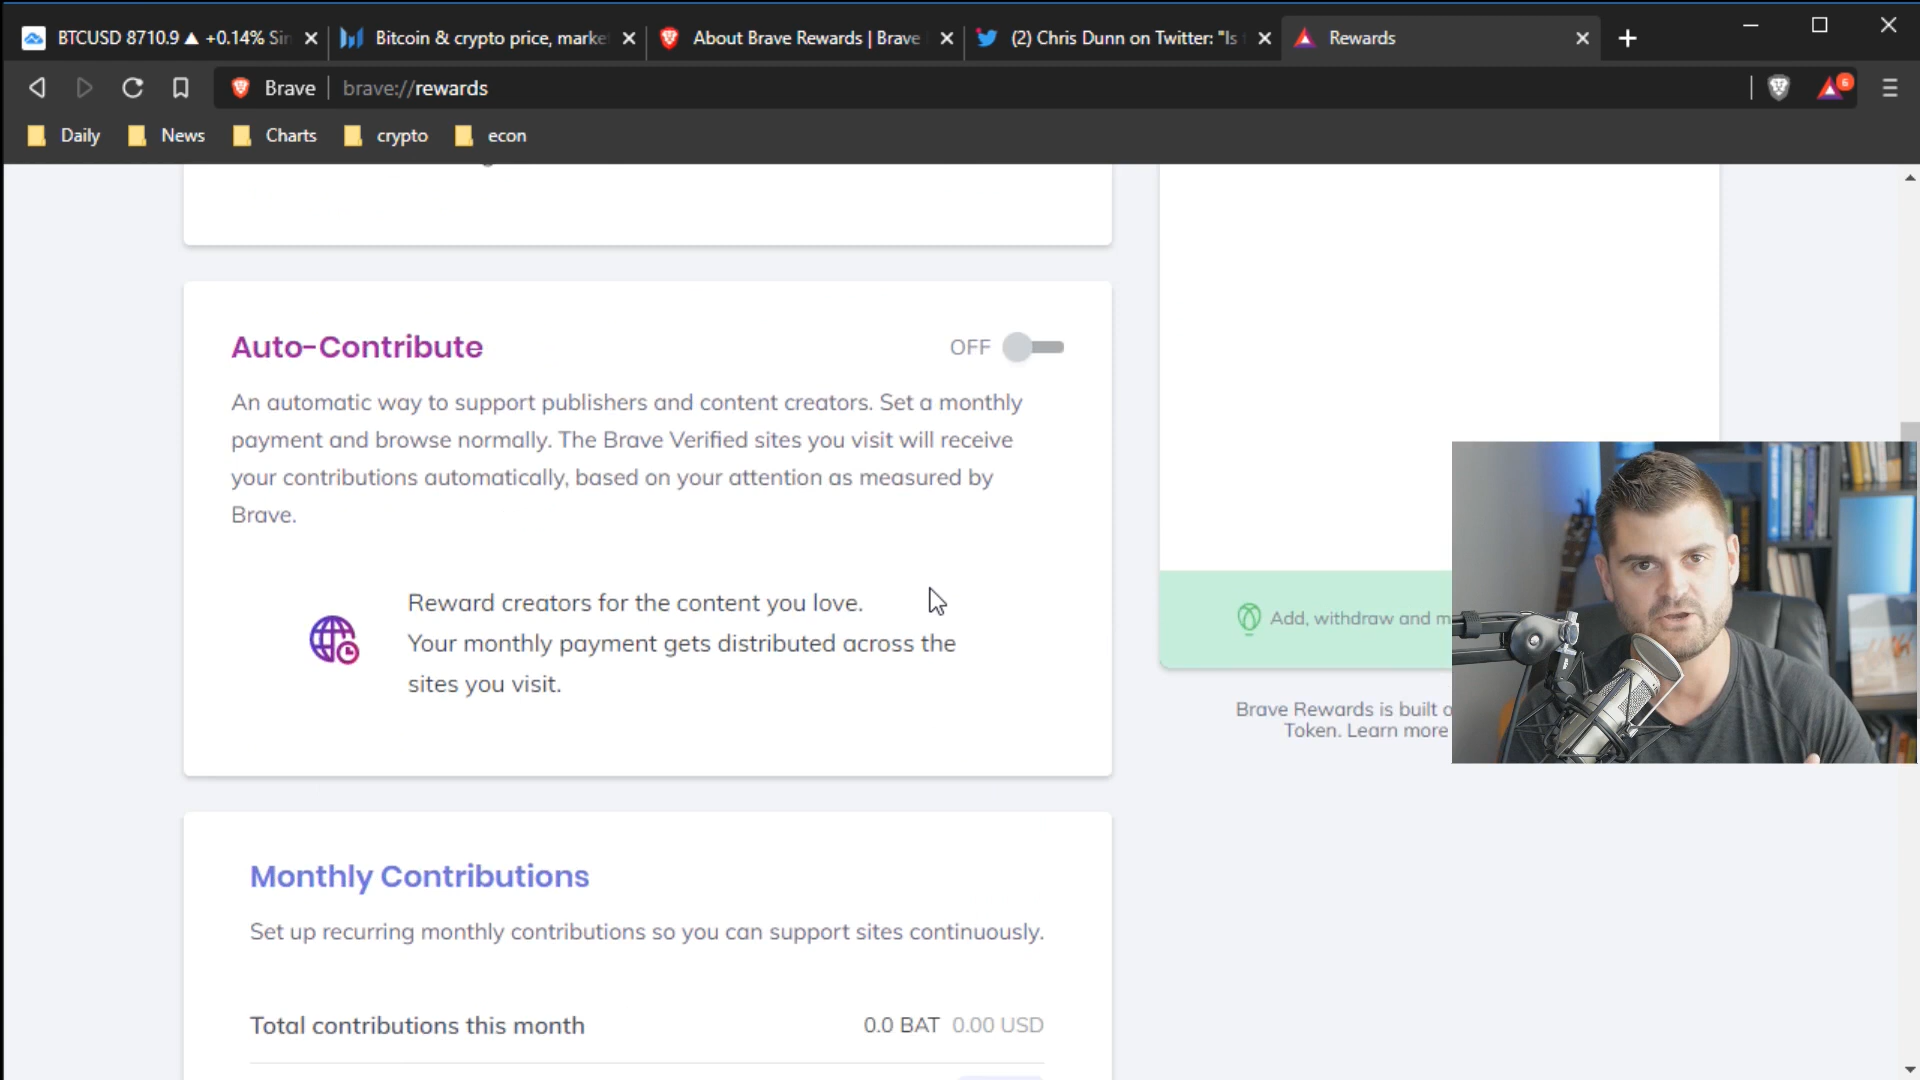 BTCUSD 8710.9 ▲ +0.14% Sin
Bitcoin & crypto price, marke
About Brave Rewards | Brave
(2) Chris Dunn on Twitter: "Is
Rewards
Brave
brave://rewards
6
Daily
News
Charts
crypto
econ
Auto-Contribute
OFF
An automatic way to support publishers and content creators. Set a monthly
payment and browse normally. The Brave Verified sites you visit will receive
your contributions automatically, based on your attention as measured by
Brave.
Reward creators for the content you love.
Your monthly payment gets distributed across the
sites you visit.
Add, withdraw and m
Brave Rewards is built o
Token. Learn more
Monthly Contributions
Set up recurring monthly contributions so you can support sites continuously.
Total contributions this month
0.0 BAT 0.00 USD